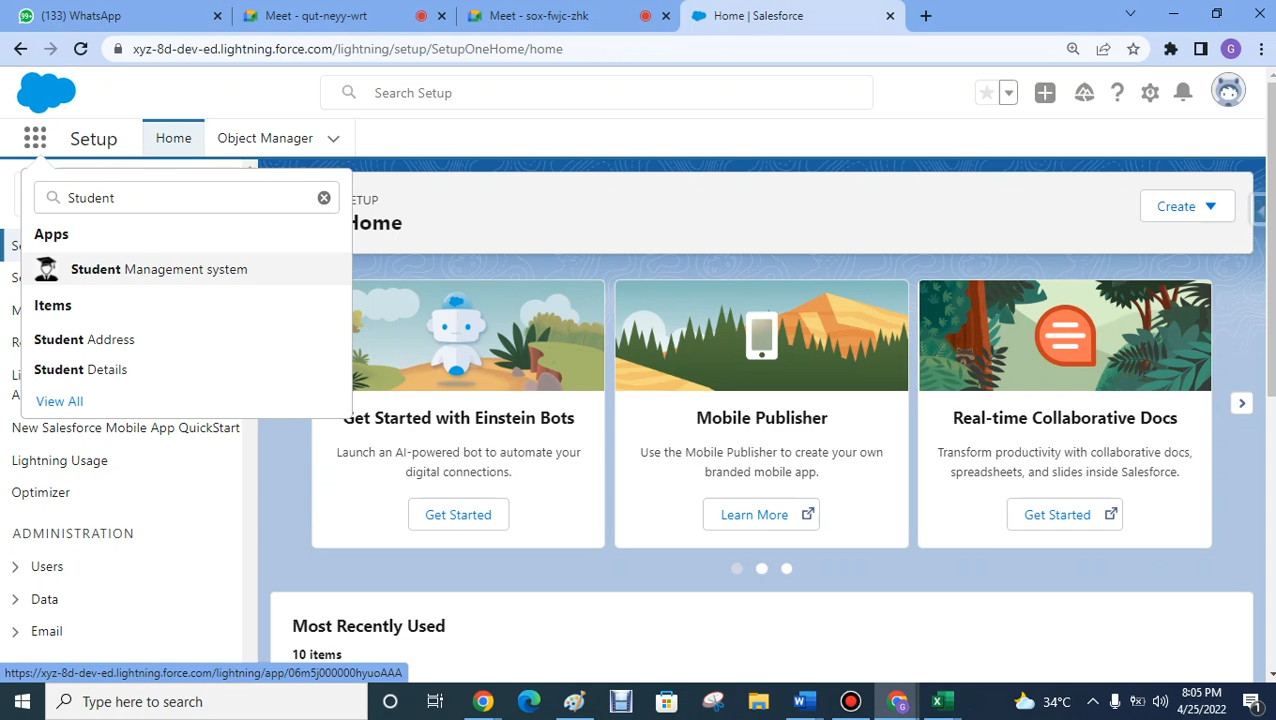 (133) WhatsApp
Meet - qut-neyy-wrt
Meet - sox-fwjc-zhk
Home | Salesforce
xyz-8d-dev-ed.lightning.force.com/lightning/setup/SetupOneHome/home
G
Search Setup
Setup
Home
Object Manager
Student
Apps
Student Management system
Items
Student Address
Student Details
View All
New Salesforce Mobile App QuickStart
Lightning Usage
Optimizer
ADMINISTRATION
Users
Data
Email
ETUP
Home
Create
Get Started with Einstein Bots
Launch an AI-powered bot to automate your
digital connections.
Get Started
Mobile Publisher
Use the Mobile Publisher to create your own
branded mobile app.
Learn More
Real-time Collaborative Docs
Transform productivity with collaborative docs,
spreadsheets, and slides inside Salesforce.
Get Started
Most Recently Used
10 items
https://xyz-8d-dev-ed.lightning.force.com/lightning/app/06m5j000000hyuoAAA
Type here to search
34°C
8:05 PM
4/25/2022